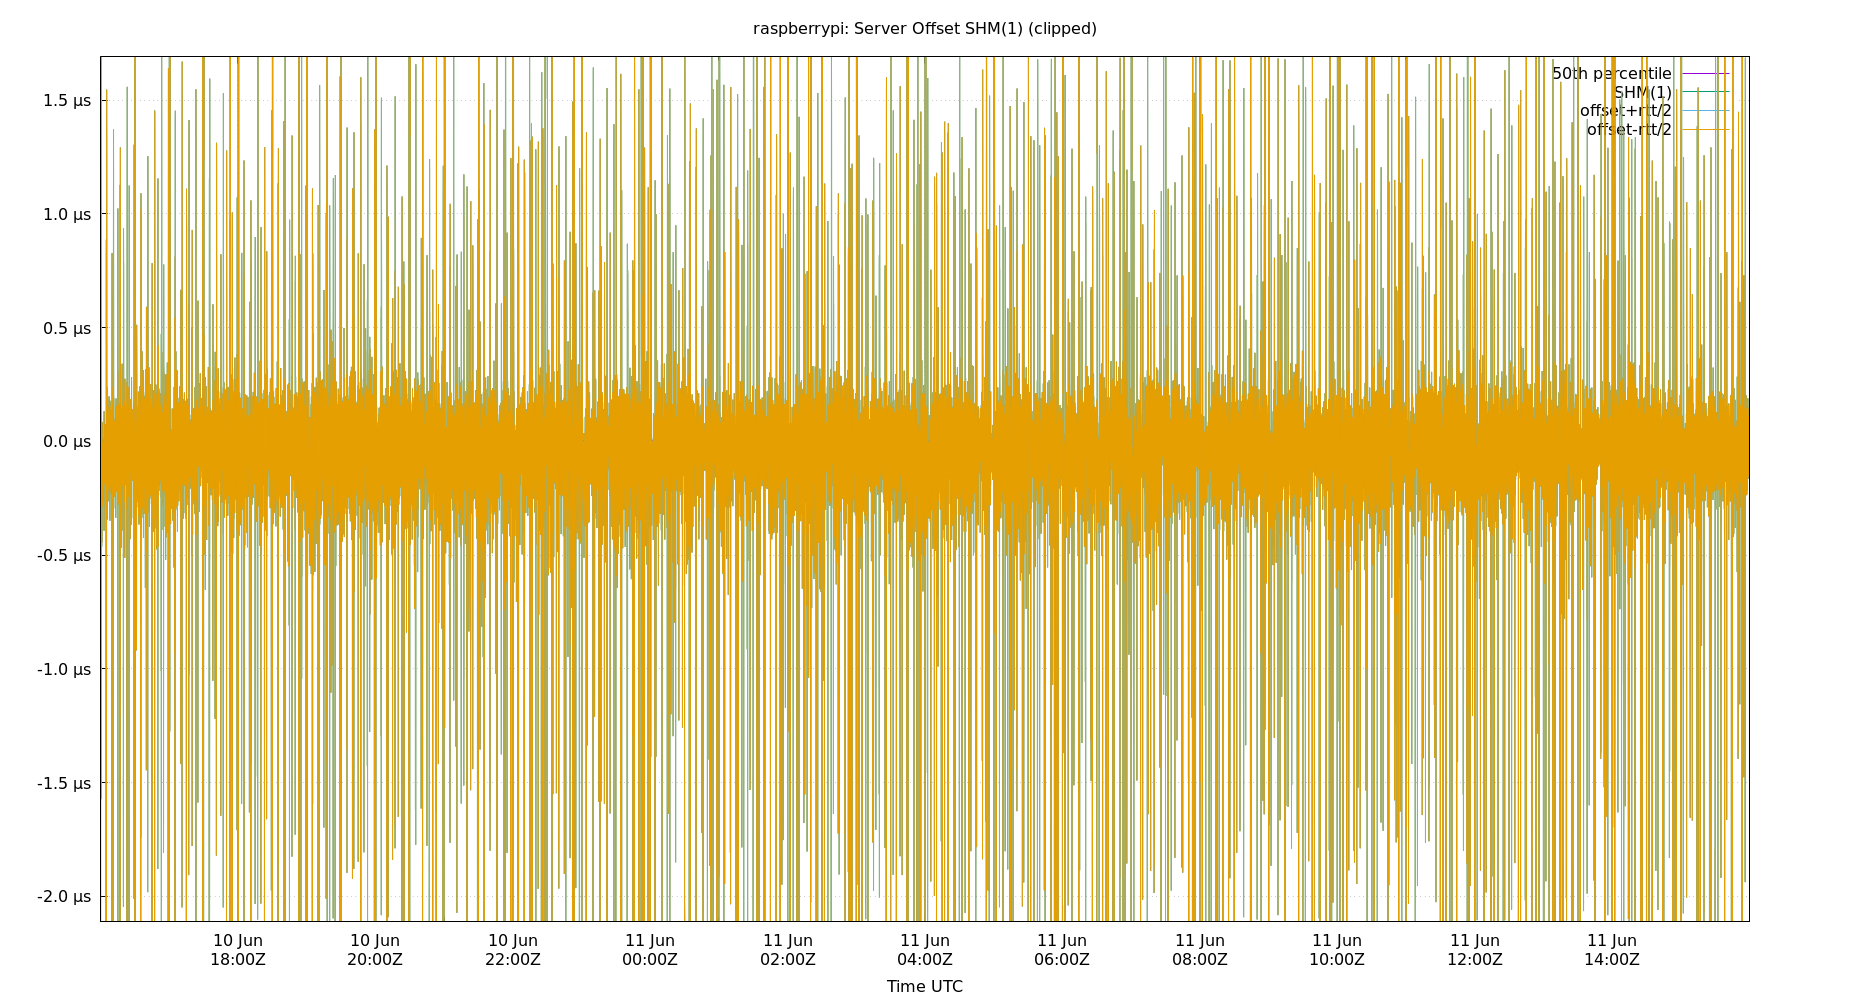 raspberrypi: Server Offset SHM(1) (clipped)
50th percentile
SHM(1)
offset+rtt/2
offset-rtt/2
1.5 µs
1.0 µs
0.5 µs
0.0 µs
-0.5 µs
-1.0 µs
-1.5 µs
-2.0 µs
10 Jun 10 Jun 10 Jun 11 Jun 11 Jun 11 Jun 11 Jun 11 Jun 11 Jun 11 Jun 11 Jun
18:00Z 20:00Z 22:00Z 00:00Z 02:00Z 04:00Z 06:00Z 08:00Z 10:00Z 12:00Z 14:00Z
Time UTC